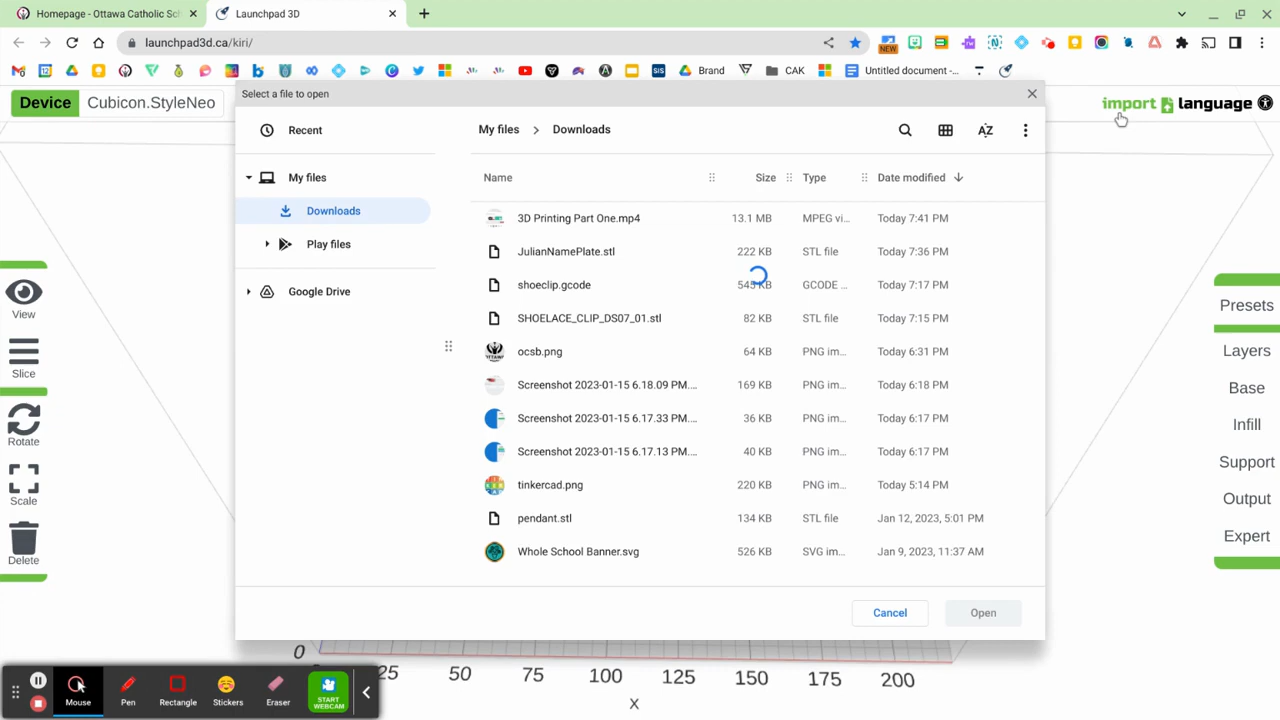 Homepage - Ottawa Catholic Sc
Launchpad 3D
launchpad3d.ca/kiri/
NEW
Brand
CAK
Untitled document -...
Select a file to open
Device
Cubicon.StyleNeo
import
language
Recent
My files > Downloads
AZ
My files
Name
Size
Type
Date modified
Downloads
3D Printing Part One.mp4 13.1 MB MPEG vi... Today 7:41 PM
Play files
JulianNamePlate.stl 222 KB STL file Today 7:36 PM
shoeclip.gcode 545 KB GCODE ... Today 7:17 PM
Google Drive
SHOELACE_CLIP_DS07_01.stl 82 KB STL file Today 7:15 PM
ocsb.png 64 KB PNG im... Today 6:31 PM
Screenshot 2023-01-15 6.18.09 PM.... 169 KB PNG im... Today 6:18 PM
Screenshot 2023-01-15 6.17.33 PM.... 36 KB PNG im... Today 6:17 PM
Screenshot 2023-01-15 6.17.13 PM.... 40 KB PNG im... Today 6:17 PM
tinkercad.png 220 KB PNG im... Today 5:14 PM
pendant.stl 134 KB STL file Jan 12, 2023, 5:01 PM
Whole School Banner.svg 526 KB SVG im... Jan 9, 2023, 11:37 AM
Cancel
Open
View
Slice
Rotate
Scale
Delete
Presets
Layers
Base
Infill
Support
Output
Expert
0
25 50 75 100 125 150 175 200
X
Mouse
Pen
Rectangle
Stickers
Eraser
START
WEBCAM